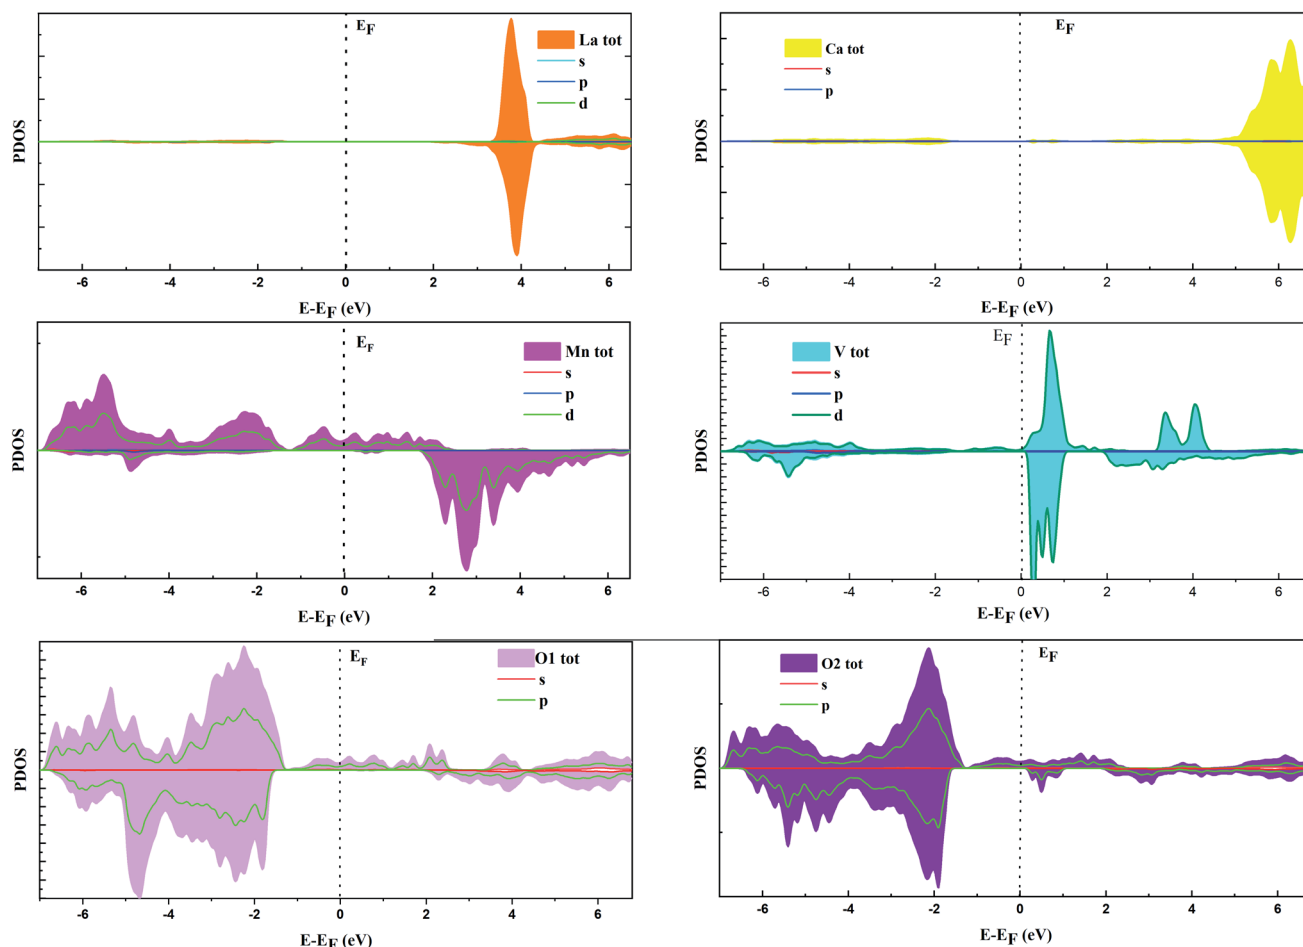 E_F
La tot
s
p
d
PDOS
-6 -4 -2 0 2 4 6
E-E_F (eV)
E_F
Ca tot
s
p
PDOS
-6 -4 -2 0 2 4 6
E-E_F (eV)
E_F
Mn tot
s
p
d
PDOS
-6 -4 -2 0 2 4 6
E-E_F (eV)
E_F
V tot
s
p
d
PDOS
-6 -4 -2 0 2 4 6
E-E_F (eV)
E_F
O1 tot
s
p
PDOS
-6 -4 -2 0 2 4 6
E-E_F (eV)
E_F
O2 tot
s
p
PDOS
-6 -4 -2 0 2 4 6
E-E_F (eV)